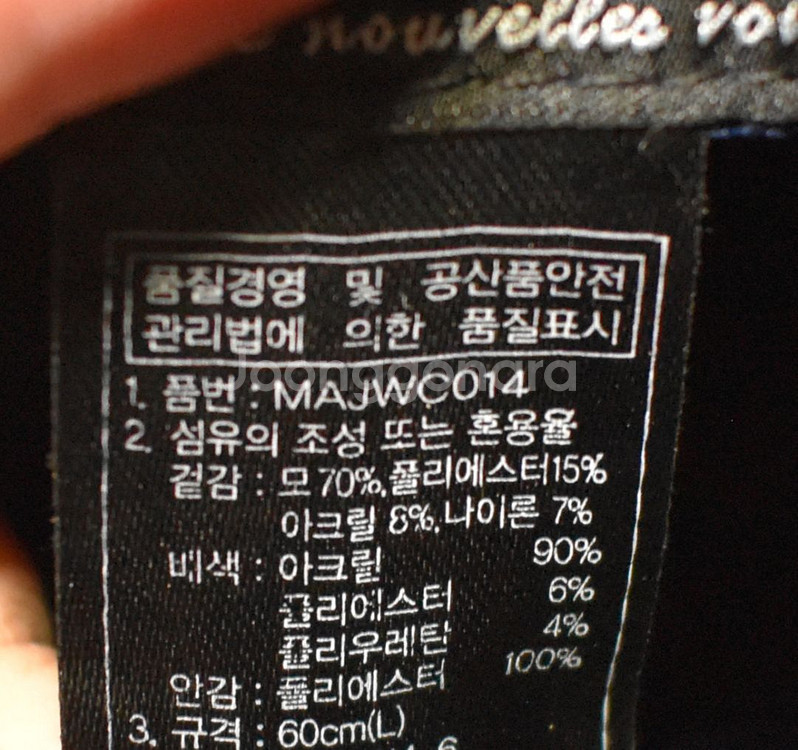 nouvelles
품질경영 및 공산품안전
관리법에 의한 품질표시
Joonggonara
1. 품번 : MAJWC014
2. 섬유의 조성 또는 혼용율
겉감 : 모 70%, 폴리에스터15%
아크릴 8%, 나이론 7%
배색 : 아크릴 90%
폴리에스터 6%
폴리우레탄 4%
안감 : 폴리에스터 100%
3. 규격 : 60cm(L)